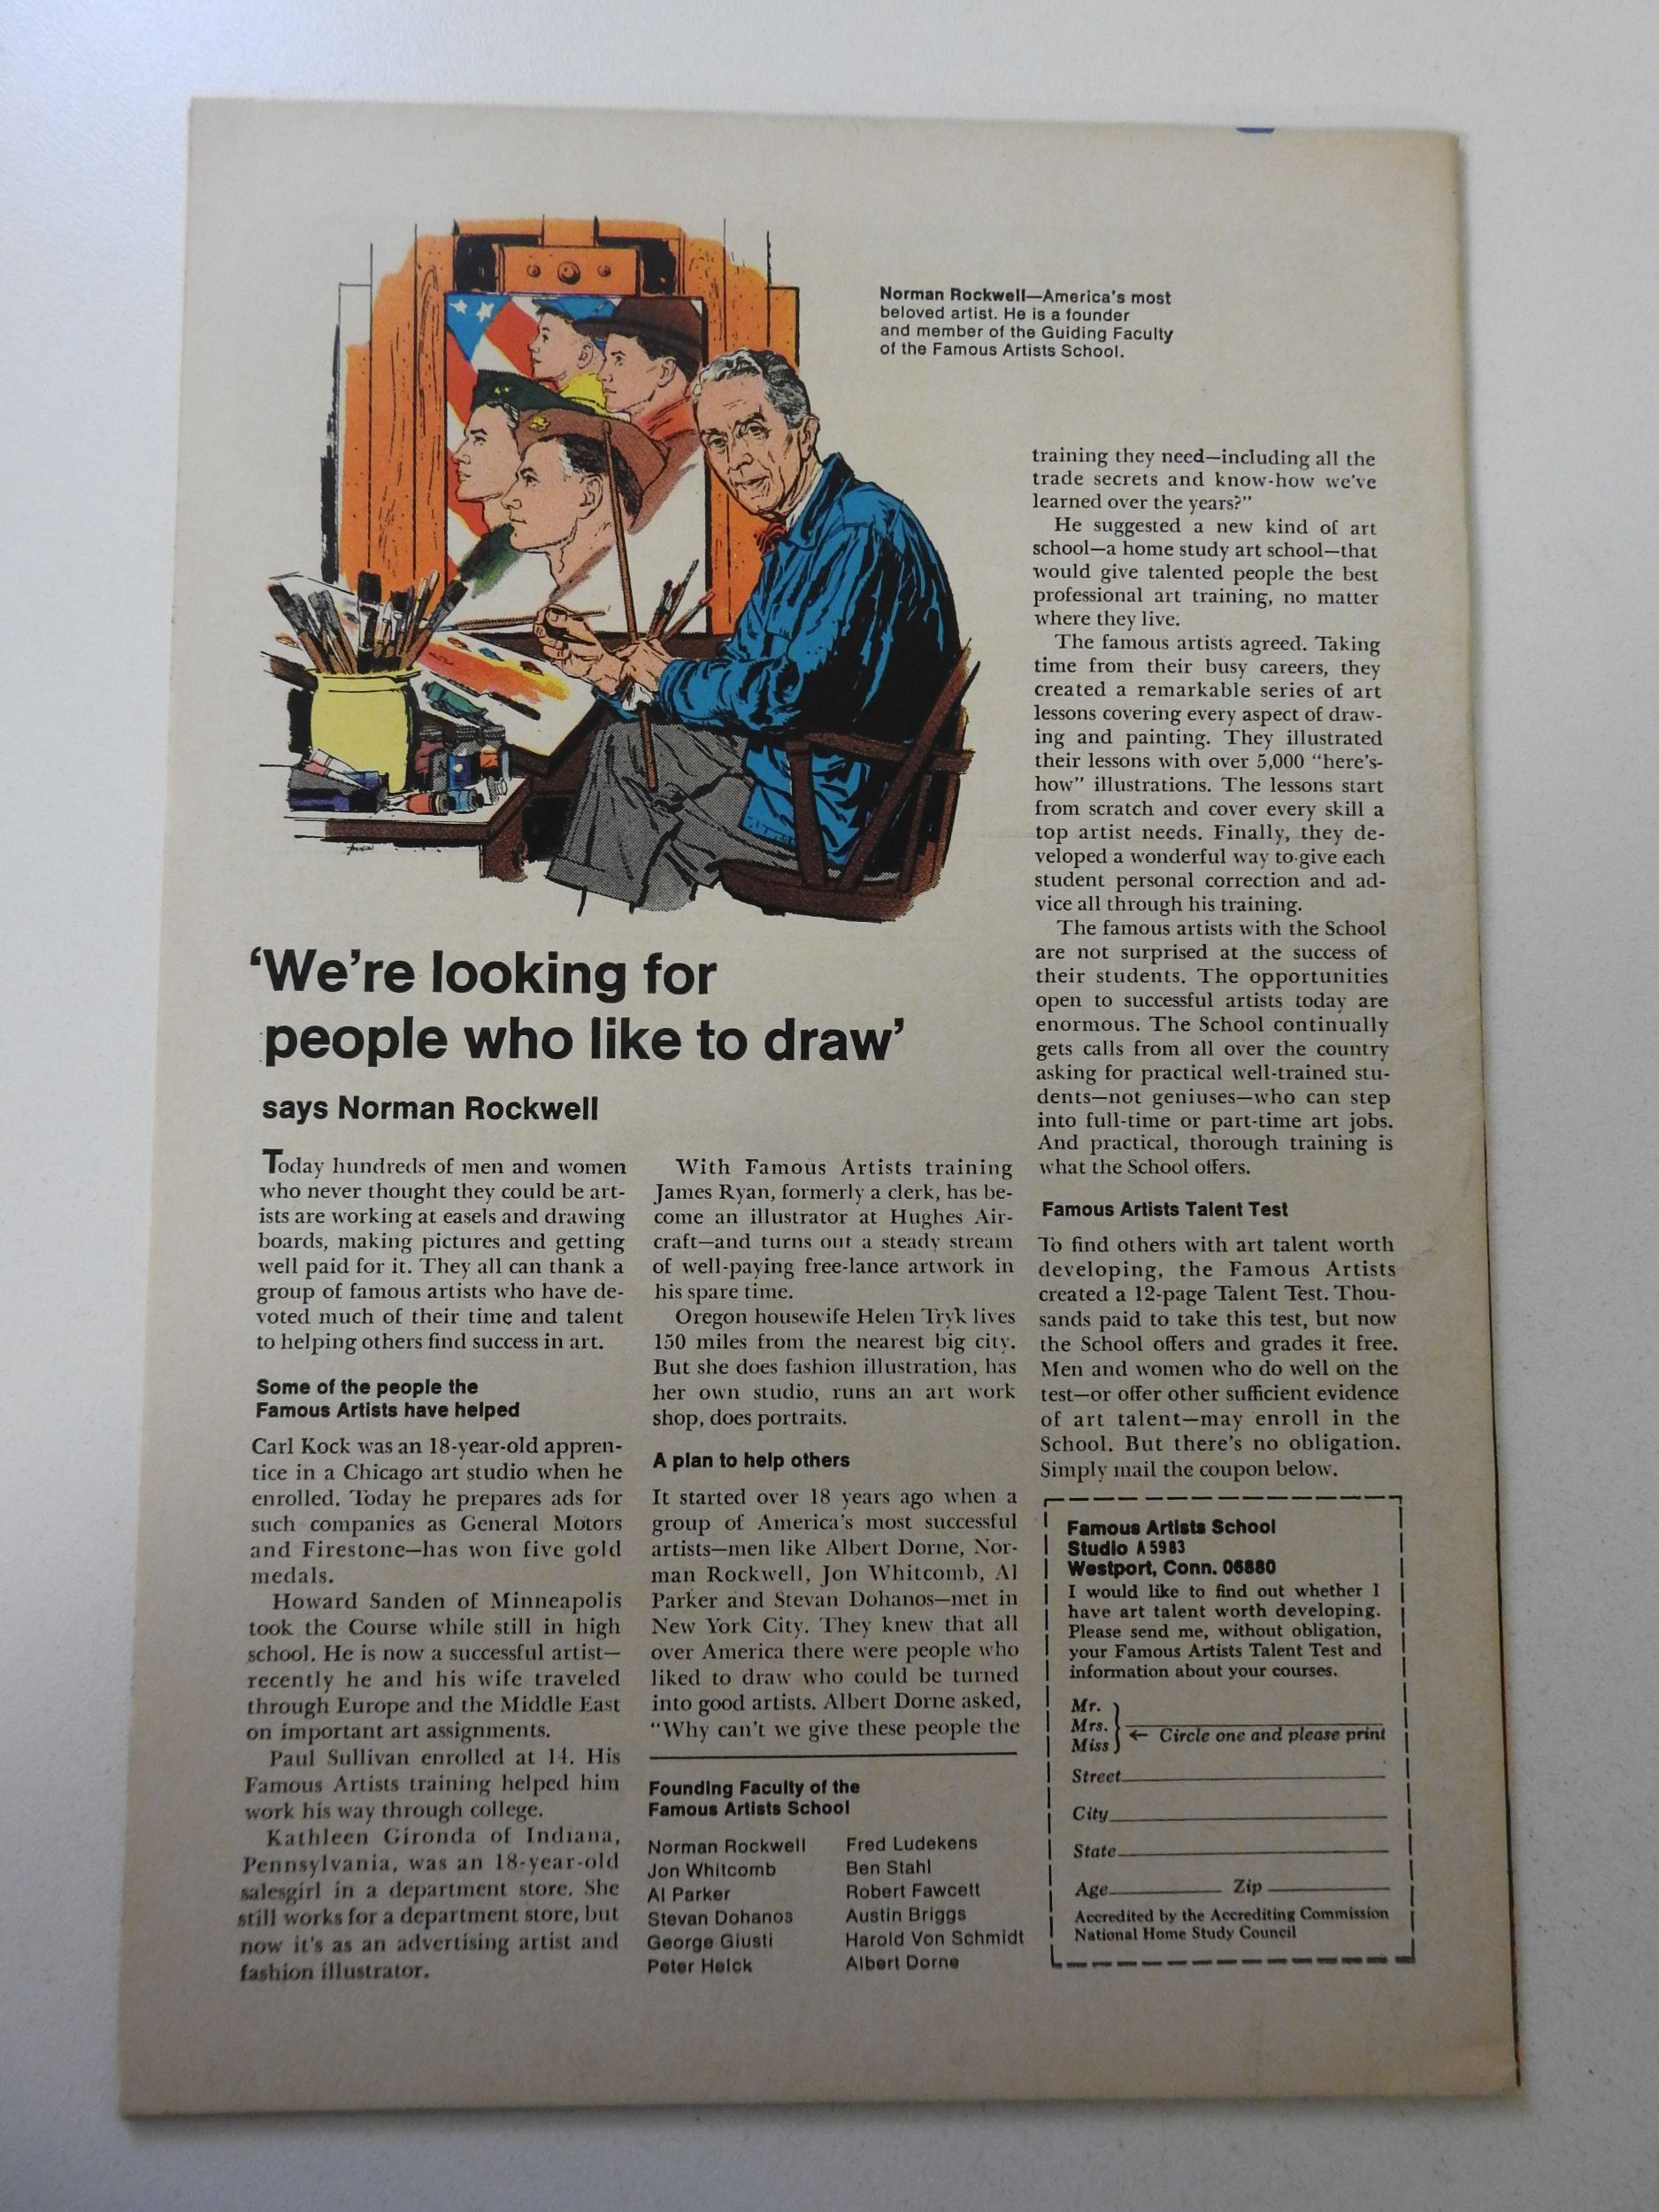 Norman Rockwell—America's most
beloved artist. He is a founder
and member of the Guiding Faculty
of the Famous Artists School.
‘We’re looking for
people who like to draw’
says Norman Rockwell
Today hundreds of men and women
who never thought they could be art-
ists are working at easels and drawing
boards, making pictures and getting
well paid for it. They all can thank a
group of famous artists who have de-
voted much of their time and talent
to helping others find success in art.
Some of the people the
Famous Artists have helped
Carl Kock was an 18-year-old appren-
tice in a Chicago art studio when he
enrolled. Today he prepares ads for
such companies as General Motors
and Firestone—has won five gold
medals.
Howard Sanden of Minneapolis
took the Course while still in high
school. He is now a successful artist—
recently he and his wife traveled
through Europe and the Middle East
on important art assignments.
Paul Sullivan enrolled at 14. His
Famous Artists training helped him
work his way through college.
Kathleen Gironda of Indiana,
Pennsylvania, was an 18-year-old
salesgirl in a department store. She
still works for a department store, but
now it's as an advertising artist and
fashion illustrator.
With Famous Artists training
James Ryan, formerly a clerk, has be-
come an illustrator at Hughes Air-
craft—and turns out a steady stream
of well-paying free-lance artwork in
his spare time.
Oregon housewife Helen Tryk lives
150 miles from the nearest big city.
But she does fashion illustration, has
her own studio, runs an art work
shop, does portraits.
A plan to help others
It started over 18 years ago when a
group of America's most successful
artists—men like Albert Dorne, Nor-
man Rockwell, Jon Whitcomb, Al
Parker and Stevan Dohanos—met in
New York City. They knew that all
over America there were people who
liked to draw who could be turned
into good artists. Albert Dorne asked,
“Why can't we give these people the
training they need—including all the
trade secrets and know-how we've
learned over the years?”
He suggested a new kind of art
school—a home study art school—that
would give talented people the best
professional art training, no matter
where they live.
The famous artists agreed. Taking
time from their busy careers, they
created a remarkable series of art
lessons covering every aspect of draw-
ing and painting. They illustrated
their lessons with over 5,000 “here's-
how” illustrations. The lessons start
from scratch and cover every skill a
top artist needs. Finally, they de-
veloped a wonderful way to give each
student personal correction and ad-
vice all through his training.
The famous artists with the School
are not surprised at the success of
their students. The opportunities
open to successful artists today are
enormous. The School continually
gets calls from all over the country
asking for practical well-trained stu-
dents—not geniuses—who can step
into full-time or part-time art jobs.
And practical, thorough training is
what the School offers.
Famous Artists Talent Test
To find others with art talent worth
developing, the Famous Artists
created a 12-page Talent Test. Thou-
sands paid to take this test, but now
the School offers and grades it free.
Men and women who do well on the
test—or offer other sufficient evidence
of art talent—may enroll in the
School. But there's no obligation.
Simply mail the coupon below.
Founding Faculty of the
Famous Artists School
Norman Rockwell
Jon Whitcomb
Al Parker
Stevan Dohanos
George Giusti
Peter Helck
Fred Ludekens
Ben Stahl
Robert Fawcett
Austin Briggs
Harold Von Schmidt
Albert Dorne
Famous Artists School
Studio A5983
Westport, Conn. 06880
I would like to find out whether I
have art talent worth developing.
Please send me, without obligation,
your Famous Artists Talent Test and
information about your courses.
Mr.
Mrs. ← Circle one and please print
Miss
Street
City
State
Age Zip
Accredited by the Accrediting Commission
National Home Study Council